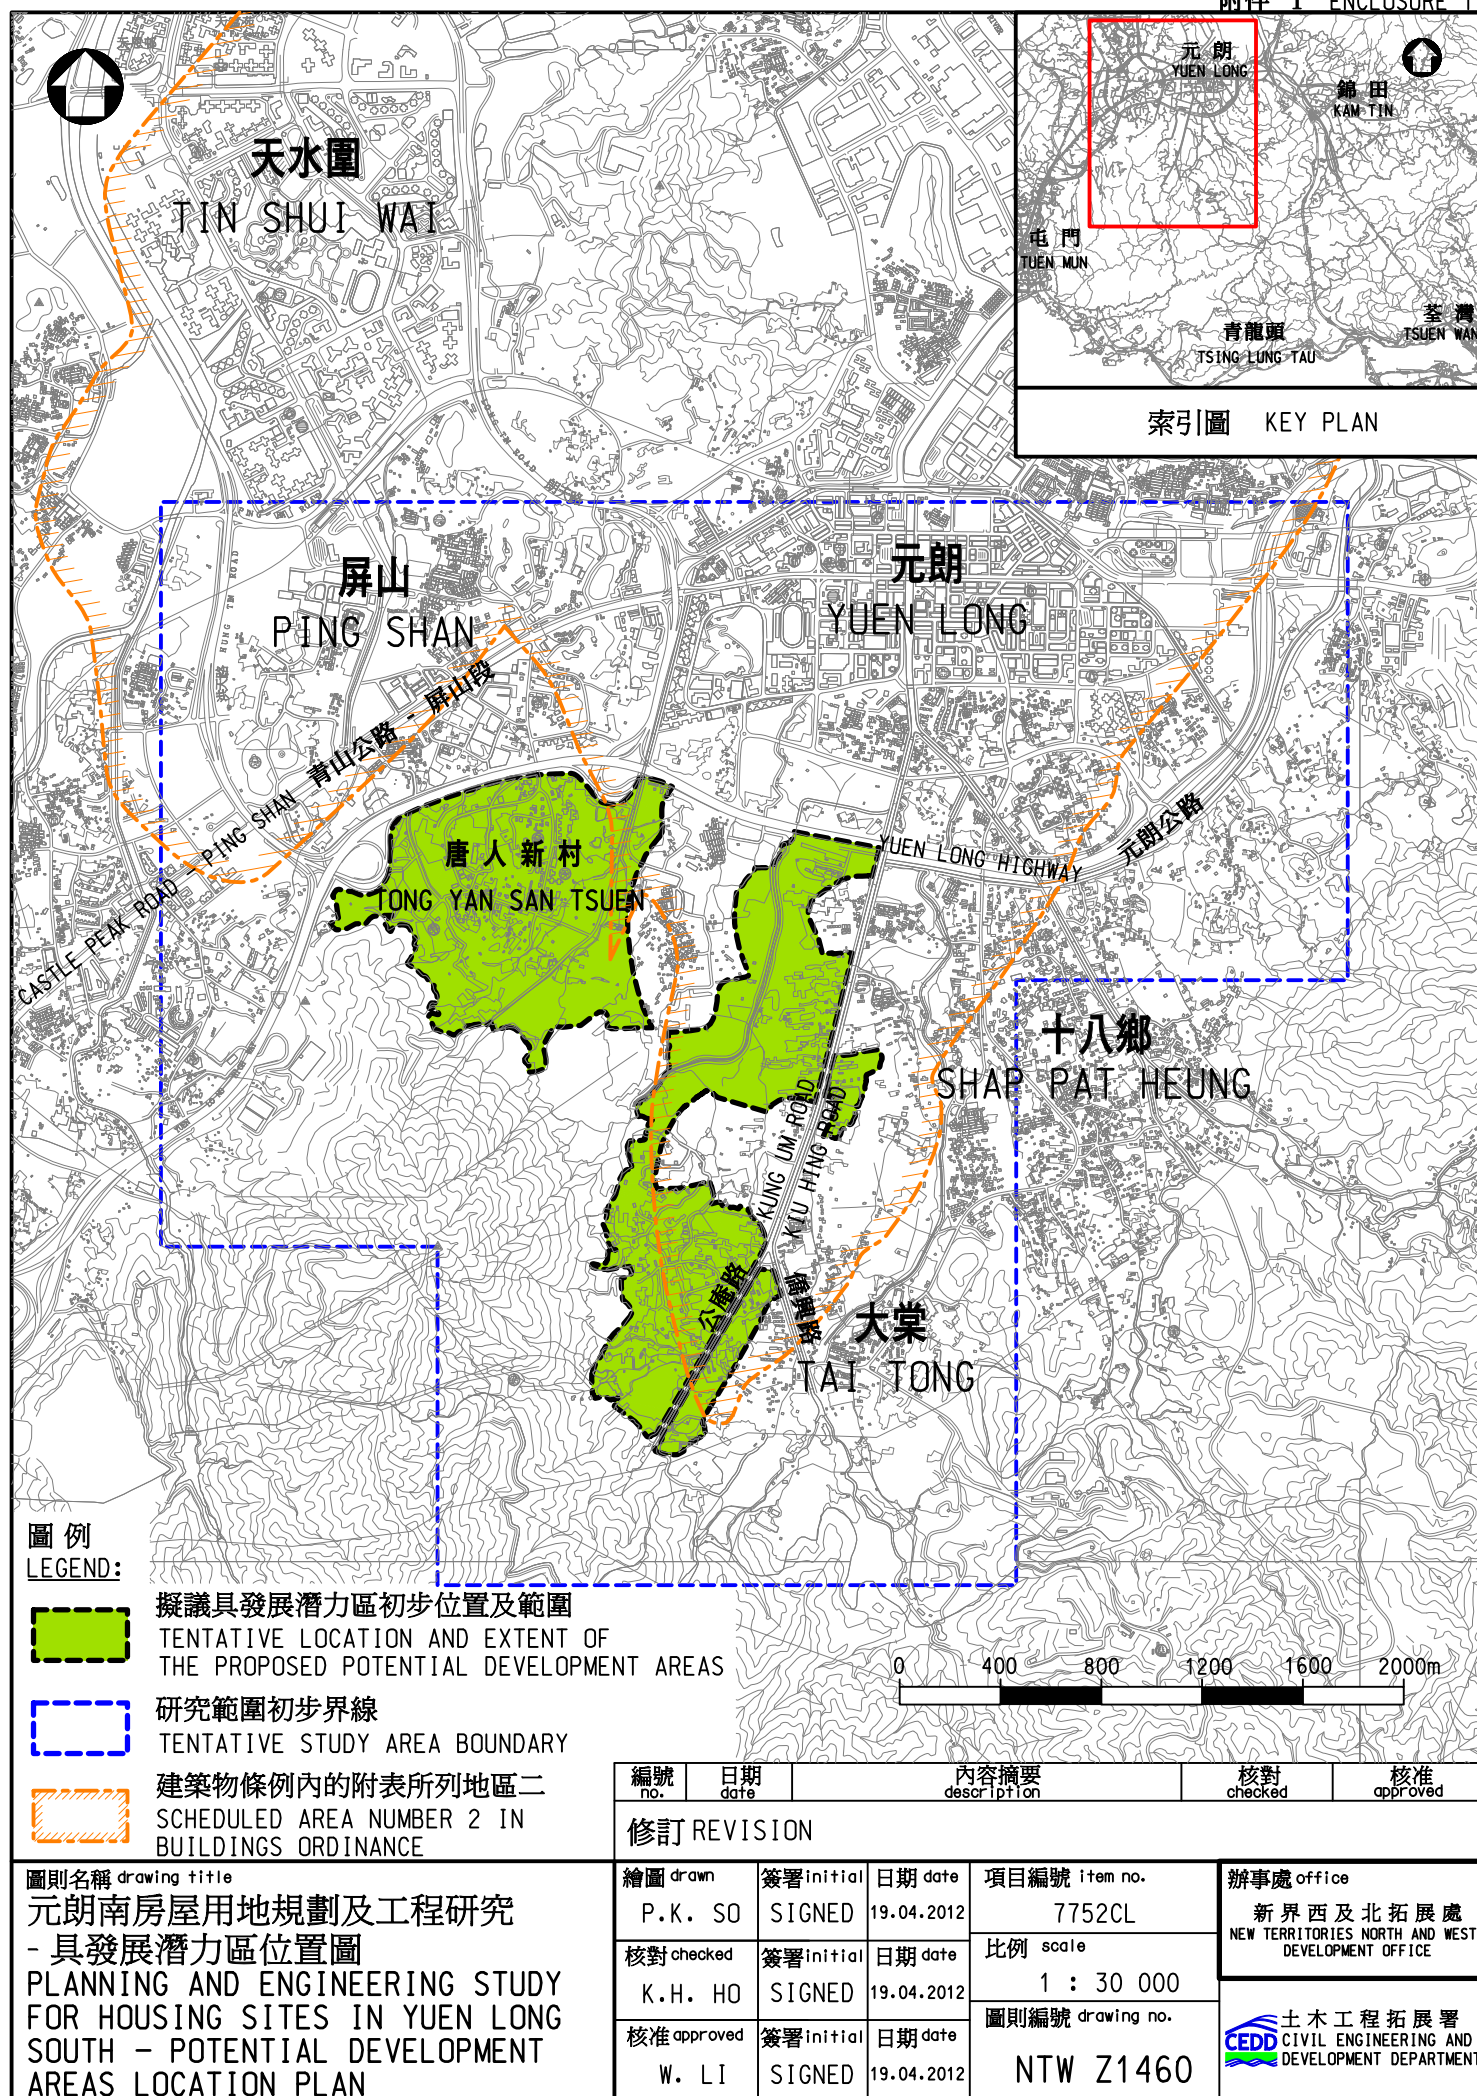 附件 1 ENCLOSURE 1
元朗
YUEN LONG
錦田
KAM TIN
屯門
TUEN MUN
荃灣
TSUEN WAN
青龍頭
TSING LUNG TAU
索引圖 KEY PLAN
天水圍
TIN SHUI WAI
屏山
PING SHAN
元朗
YUEN LONG
青山公路 - 屏山段
CASTLE PEAK ROAD - PING SHAN
HUNG TIN ROAD
唐人新村
TONG YAN SAN TSUEN
YUEN LONG HIGHWAY
元朗公路
十八鄉
SHAP PAT HEUNG
KUNG UM ROAD
KIU HING ROAD
公庵路
僑興路
大棠
TAI TONG
圖例
LEGEND:
擬議具發展潛力區初步位置及範圍
TENTATIVE LOCATION AND EXTENT OF
THE PROPOSED POTENTIAL DEVELOPMENT AREAS
研究範圍初步界線
TENTATIVE STUDY AREA BOUNDARY
建築物條例內的附表所列地區二
SCHEDULED AREA NUMBER 2 IN
BUILDINGS ORDINANCE
0 400 800 1200 1600 2000m
編號 日期 內容摘要 核對 核准
no. date description checked approved
修訂 REVISION
圖則名稱 drawing title
元朗南房屋用地規劃及工程研究
- 具發展潛力區位置圖
PLANNING AND ENGINEERING STUDY
FOR HOUSING SITES IN YUEN LONG
SOUTH - POTENTIAL DEVELOPMENT
AREAS LOCATION PLAN
繪圖 drawn 簽署 initial 日期 date
P.K. SO SIGNED 19.04.2012
核對 checked 簽署 initial 日期 date
K.H. HO SIGNED 19.04.2012
核准 approved 簽署 initial 日期 date
W. LI SIGNED 19.04.2012
項目編號 item no.
7752CL
比例 scale
1 : 30 000
圖則編號 drawing no.
NTW Z1460
辦事處 office
新界西及北拓展處
NEW TERRITORIES NORTH AND WEST
DEVELOPMENT OFFICE
CEDD
土木工程拓展署
CIVIL ENGINEERING AND
DEVELOPMENT DEPARTMENT